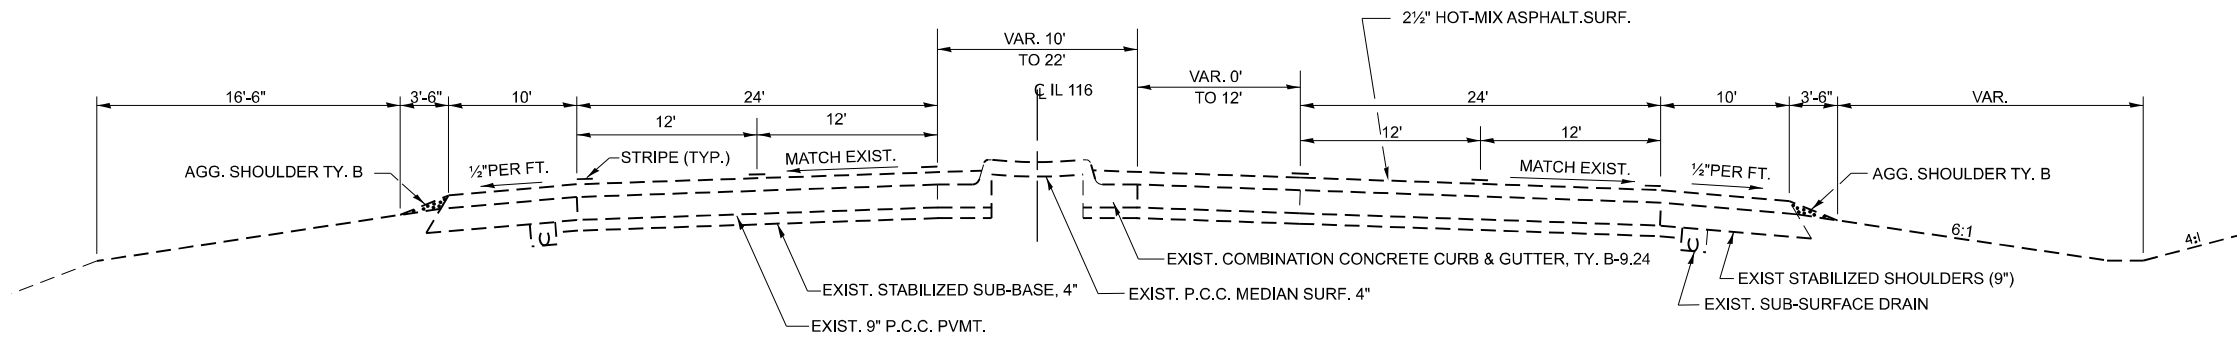 2½" HOT-MIX ASPHALT.SURF.
VAR. 10'
TO 22'
VAR. 0'
TO 12'
℄ IL 116
16'-6"
3'-6"
10'
24'
24'
10'
3'-6"
VAR.
12'
12'
12'
12'
AGG. SHOULDER TY. B
½"PER FT.
STRIPE (TYP.)
MATCH EXIST.
MATCH EXIST.
½"PER FT.
AGG. SHOULDER TY. B
6:1
4:1
EXIST. COMBINATION CONCRETE CURB & GUTTER, TY. B-9.24
EXIST STABILIZED SHOULDERS (9")
EXIST. STABILIZED SUB-BASE, 4"
EXIST. P.C.C. MEDIAN SURF. 4"
EXIST. SUB-SURFACE DRAIN
EXIST. 9" P.C.C. PVMT.